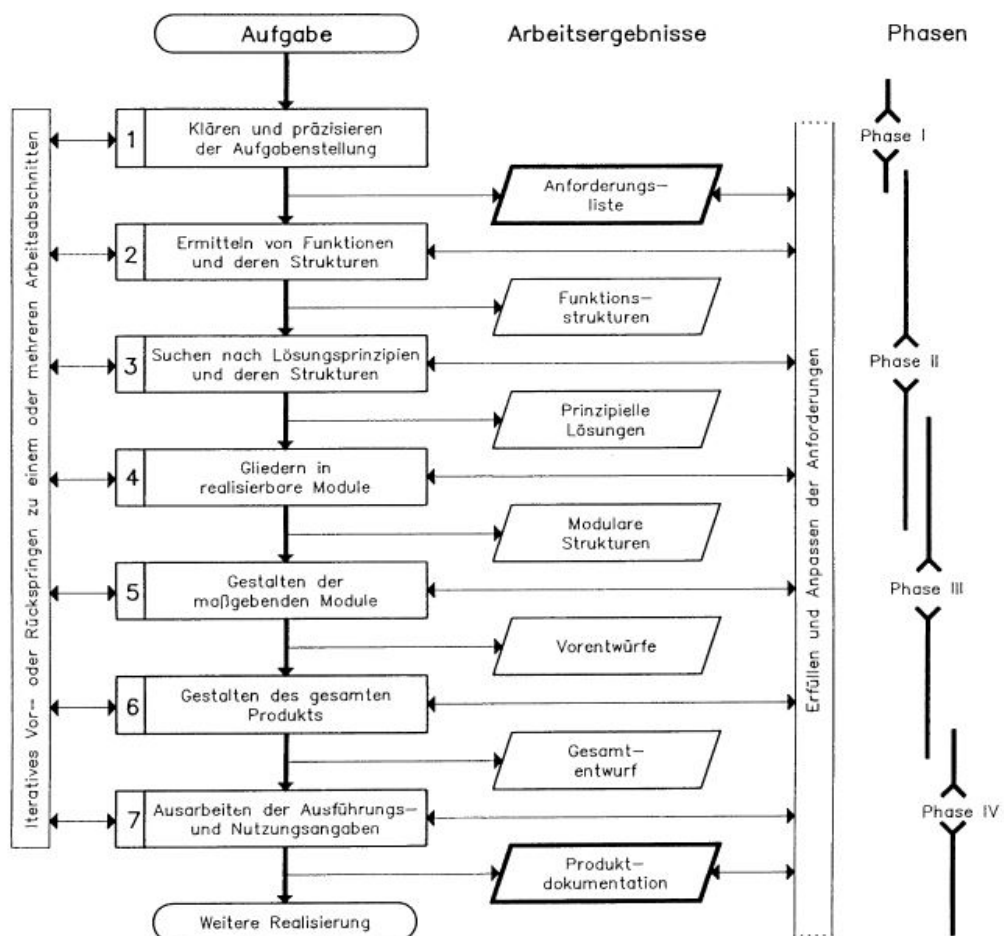 Aufgabe
Arbeitsergebnisse
Phasen
Iteratives Vor- oder Rückspringen zu einem oder mehreren Arbeitsabschnitten
1
Klären und präzisieren
der Aufgabenstellung
Phase I
Anforderungs-
liste
2
Ermitteln von Funktionen
und deren Strukturen
Funktions-
strukturen
3
Suchen nach Lösungsprinzipien
und deren Strukturen
Phase II
Prinzipielle
Lösungen
4
Gliedern in
realisierbare Module
Modulare
Strukturen
5
Gestalten der
maßgebenden Module
Phase III
Vorentwürfe
6
Gestalten des gesamten
Produkts
Gesamt-
entwurf
7
Ausarbeiten der Ausführungs-
und Nutzungsangaben
Phase IV
Produkt-
dokumentation
Weitere Realisierung
Erfüllen und Anpassen der Anforderungen